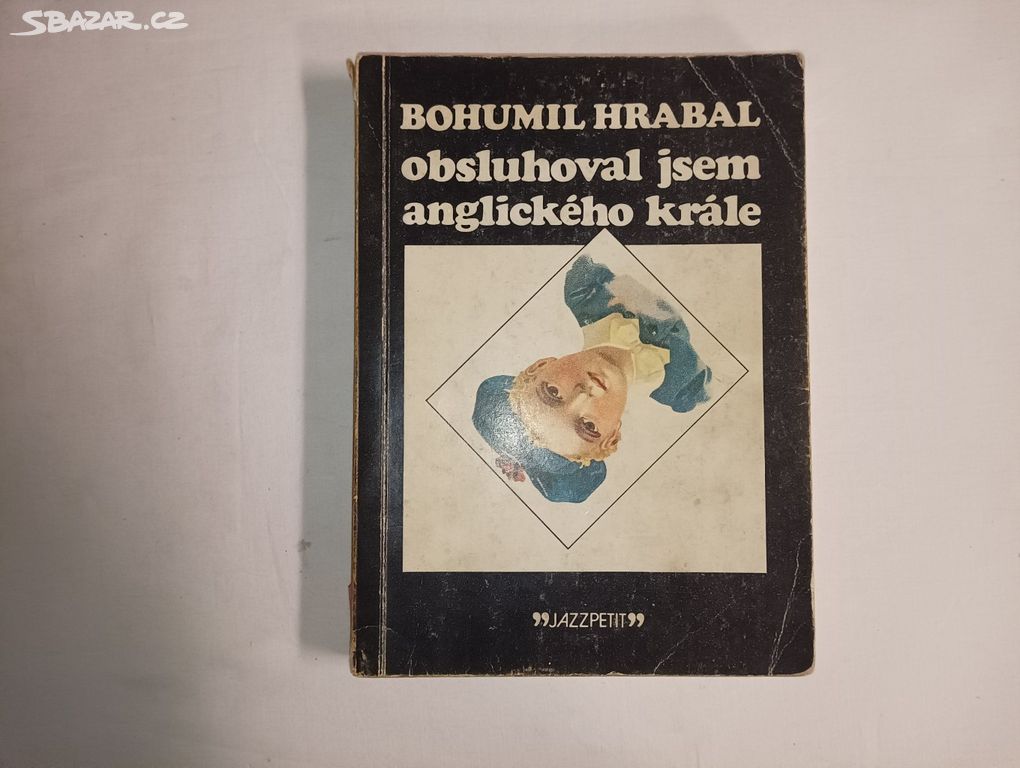 SBAZAR.CZ
BOHUMIL HRABAL
obsluhoval jsem
anglického krále
”JAZZPETIT”